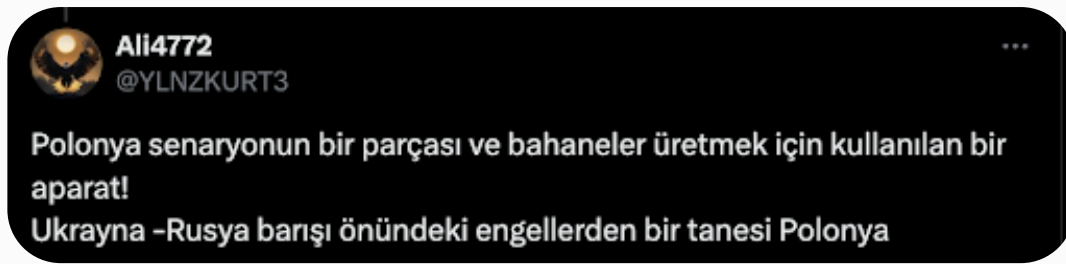 Ali4772
@YLNZKURT3
Polonya senaryonun bir parçası ve bahaneler üretmek için kullanılan bir
aparat!
Ukrayna -Rusya barışı önündeki engellerden bir tanesi Polonya